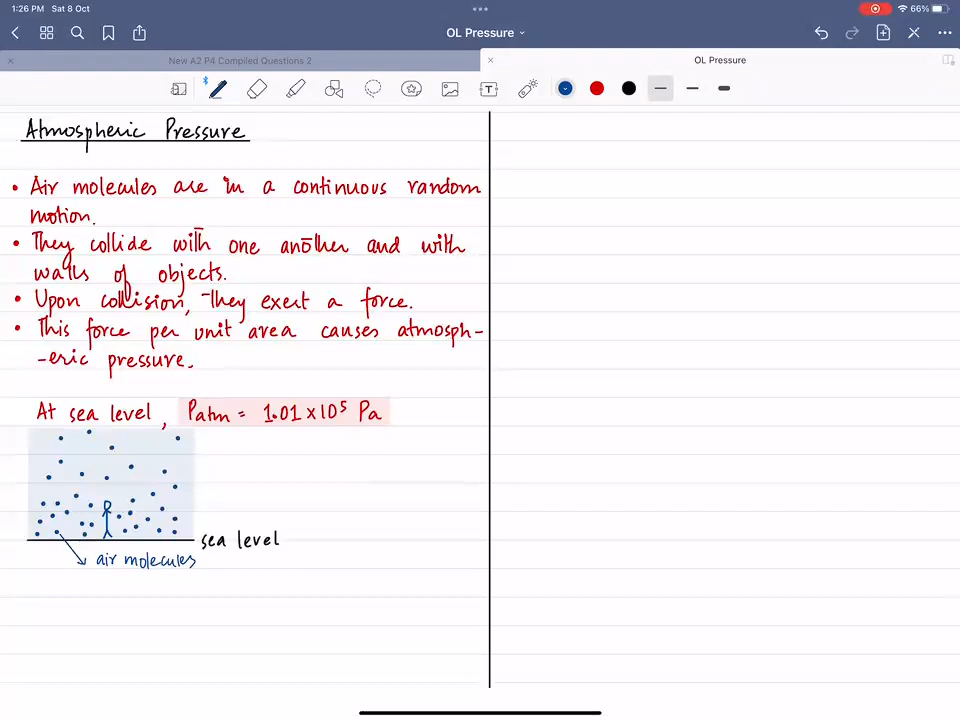 1:26 PM Sat 8 Oct
66%
OL Pressure
New A2 P4 Compiled Questions 2
OL Pressure
Atmospheric Pressure
• Air molecules are in a continuous random
motion.
• They collide with one another and with
walls of objects.
• Upon collision, they exert a force.
• This force per unit area causes atmosph-
-eric pressure.
At sea level, Patm = 1.01 × 10⁵ Pa
sea level
air molecules